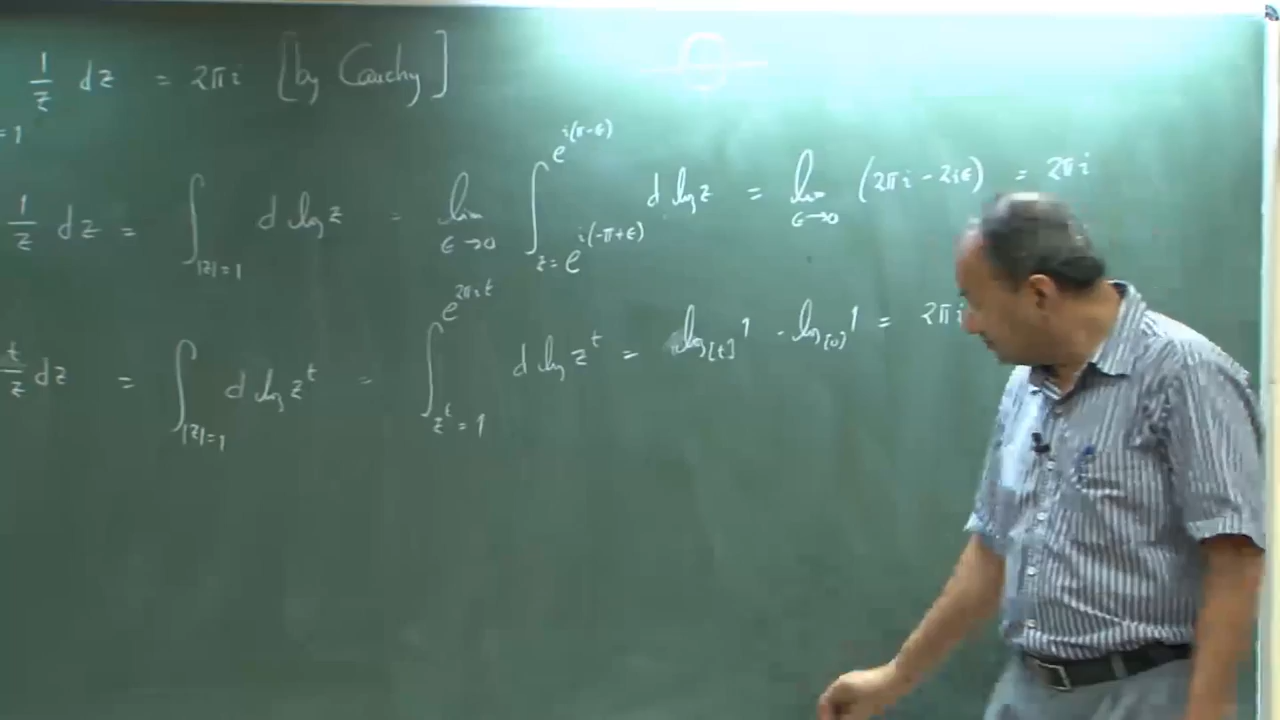 1/z dz = 2πi [by Cauchy]
=1
1/z dz = ∫_{|z|=1} d log z = lim_{ε→0} ∫_{z=e^{i(-π+ε)}}^{e^{i(π-ε)}} d log z = lim_{ε→0} (2πi - 2iε) = 2πi
t/z dz = ∫_{|z|=1} d log z^t = ∫_{z^t=1}^{e^{2πit}} d log z^t = log_{[t]} 1 - log_{[0]} 1 = 2πi